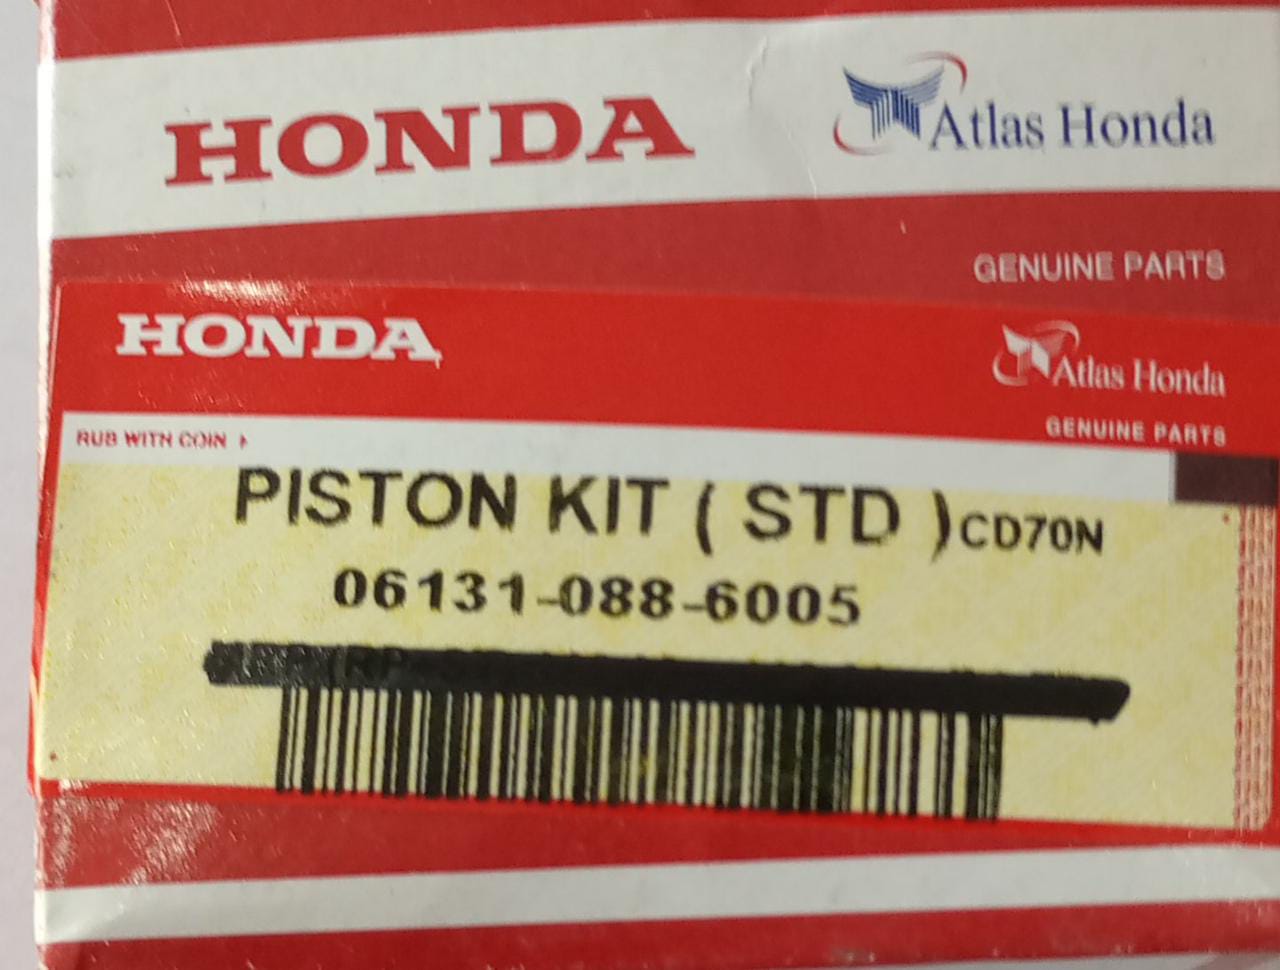 HONDA
Atlas Honda
GENUINE PARTS
HONDA
Atlas Honda
GENUINE PARTS
RUB WITH COIN
PISTON KIT ( STD ) CD70N
06131-088-6005